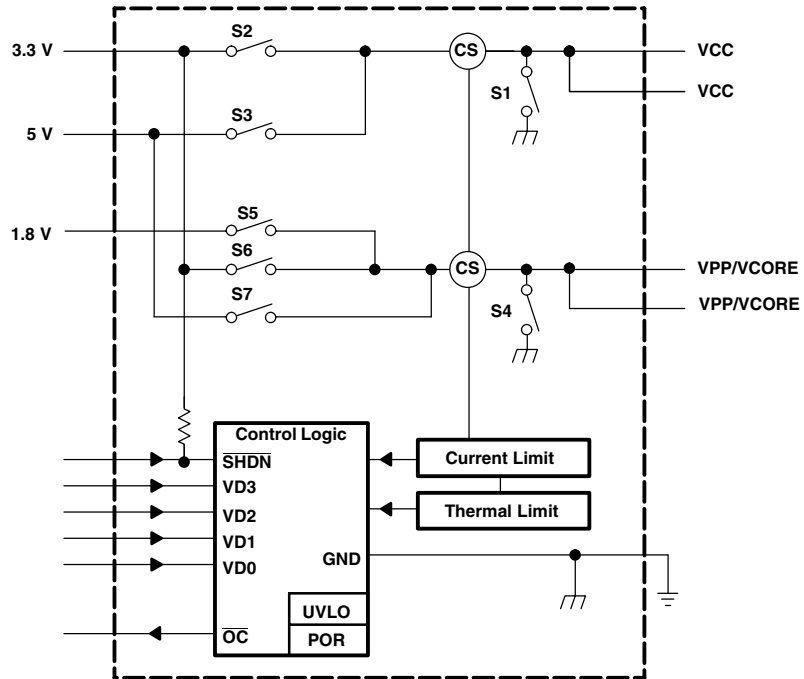 S2
3.3 V
CS
VCC
S1
VCC
S3
5 V
S5
1.8 V
S6
CS
VPP/VCORE
S7
S4
VPP/VCORE
Control Logic
SHDN
Current Limit
VD3
VD2
Thermal Limit
VD1
VD0
GND
UVLO
OC
POR